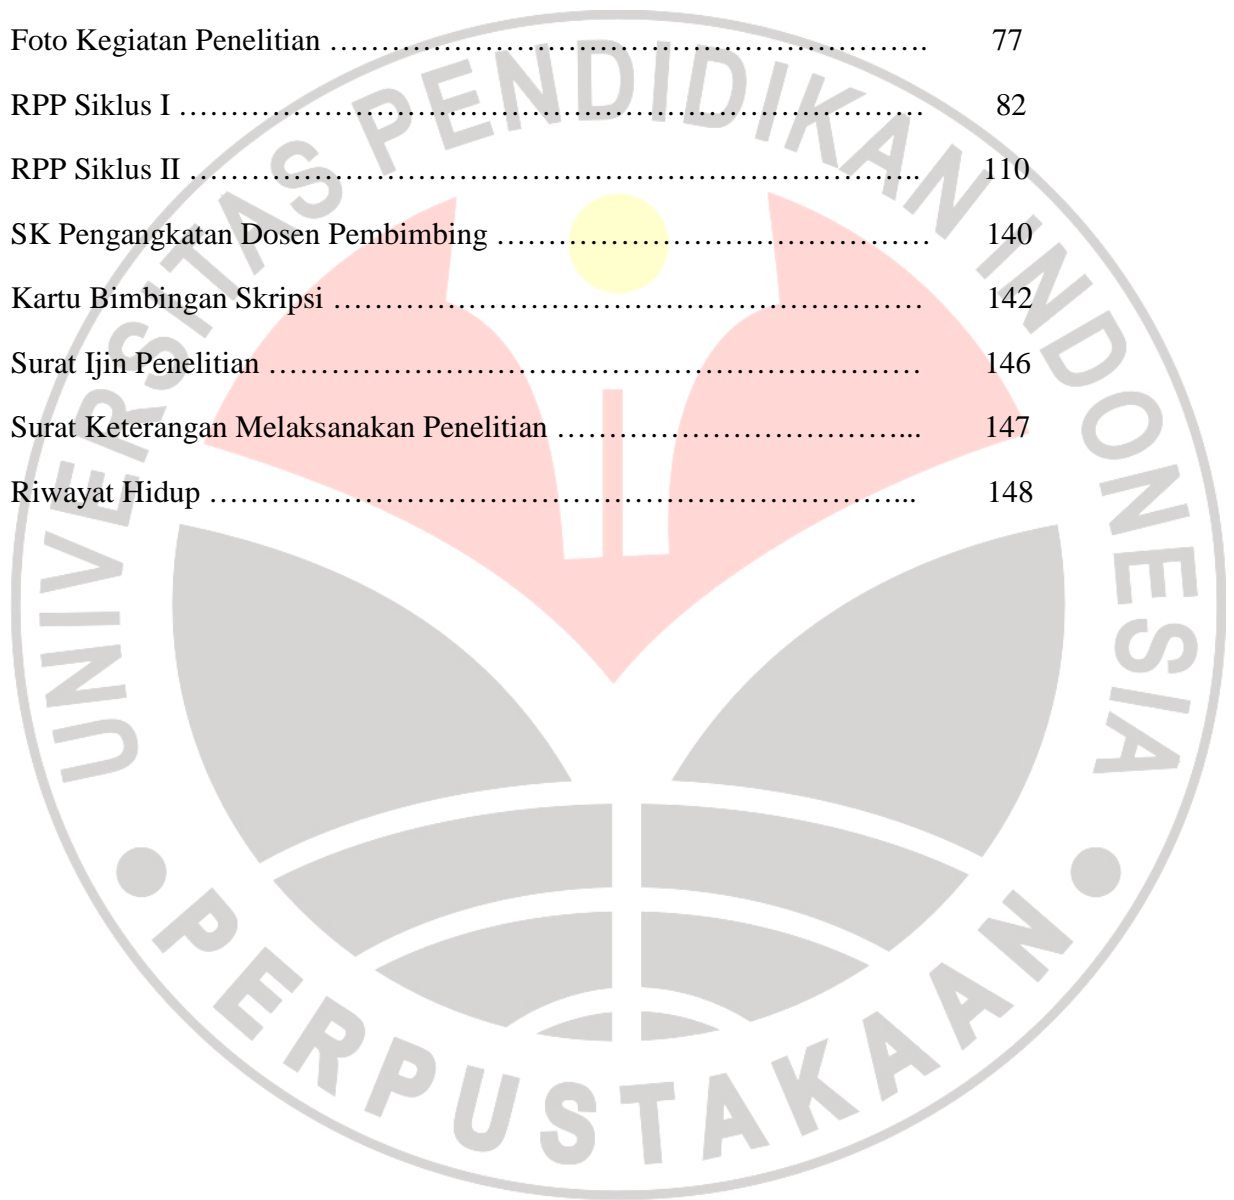 Foto Kegiatan Penelitian …………………………………………………. 77
RPP Siklus I ……………………………………………………………… 82
RPP Siklus II …………………………………………………………….. 110
SK Pengangkatan Dosen Pembimbing …………………………………… 140
Kartu Bimbingan Skripsi ………………………………………………… 142
Surat Ijin Penelitian ……………………………………………………… 146
Surat Keterangan Melaksanakan Penelitian ……………………………... 147
Riwayat Hidup …………………………………………………………... 148
UNIVERSITAS PENDIDIKAN INDONESIA
PERPUSTAKAAN